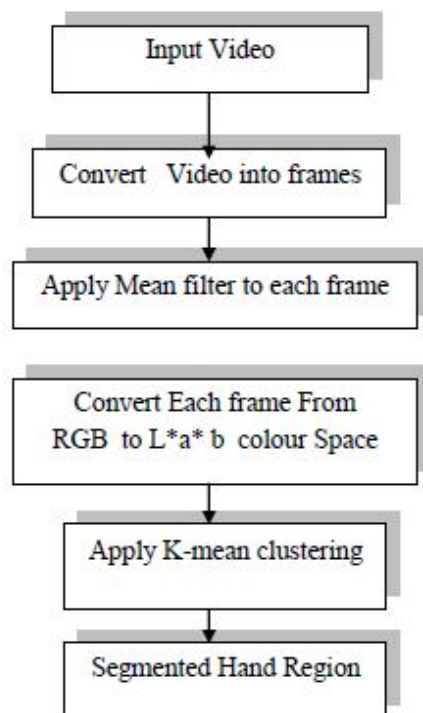 Input Video
Convert Video into frames
Apply Mean filter to each frame
Convert Each frame From
RGB to L*a* b colour Space
Apply K-mean clustering
Segmented Hand Region